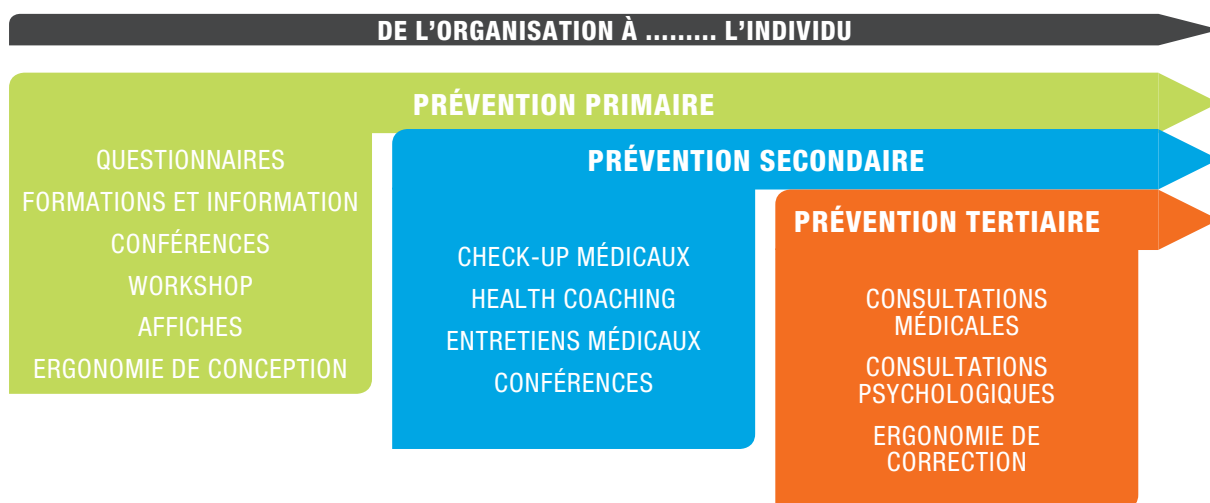 DE L'ORGANISATION À ......... L'INDIVIDU
PRÉVENTION PRIMAIRE
QUESTIONNAIRES
FORMATIONS ET INFORMATION
CONFÉRENCES
WORKSHOP
AFFICHES
ERGONOMIE DE CONCEPTION
PRÉVENTION SECONDAIRE
CHECK-UP MÉDICAUX
HEALTH COACHING
ENTRETIENS MÉDICAUX
CONFÉRENCES
PRÉVENTION TERTIAIRE
CONSULTATIONS
MÉDICALES
CONSULTATIONS
PSYCHOLOGIQUES
ERGONOMIE DE
CORRECTION